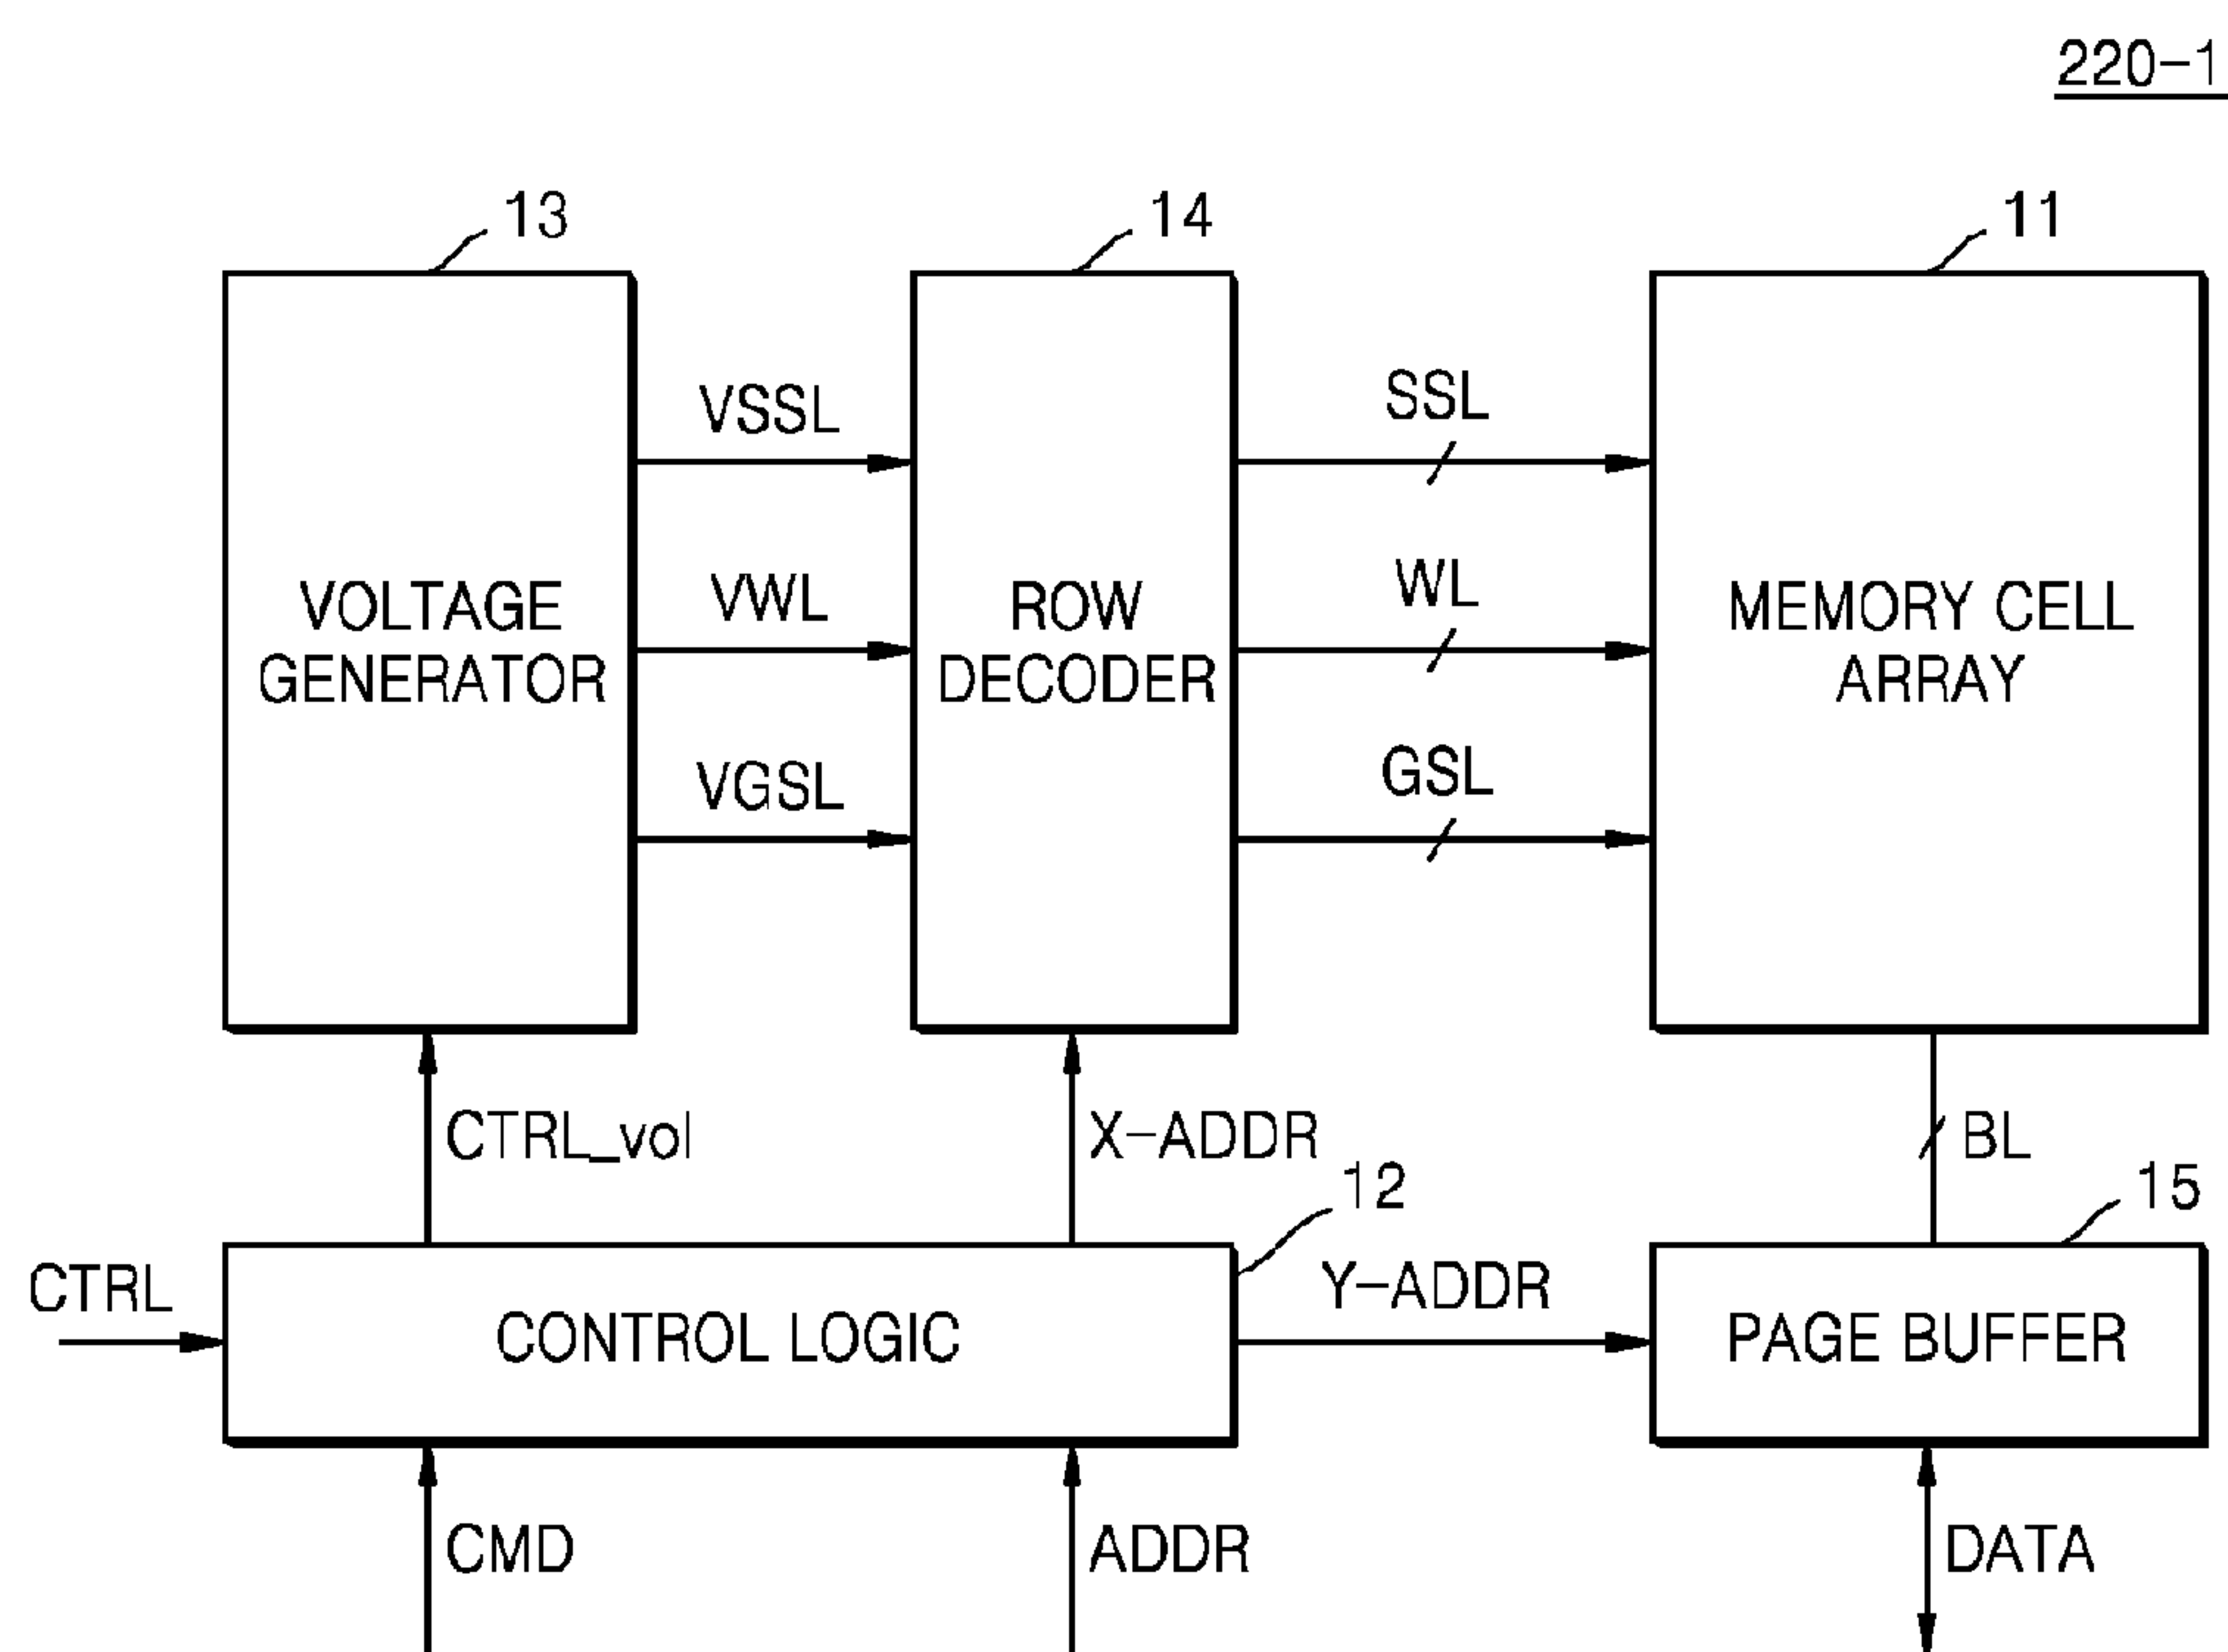 220-1
13
14
11
VSSL
SSL
VOLTAGE
GENERATOR
VWL
ROW
DECODER
WL
MEMORY CELL
ARRAY
VGSL
GSL
CTRL_vol
X-ADDR
BL
12
15
CTRL
CONTROL LOGIC
Y-ADDR
PAGE BUFFER
CMD
ADDR
DATA